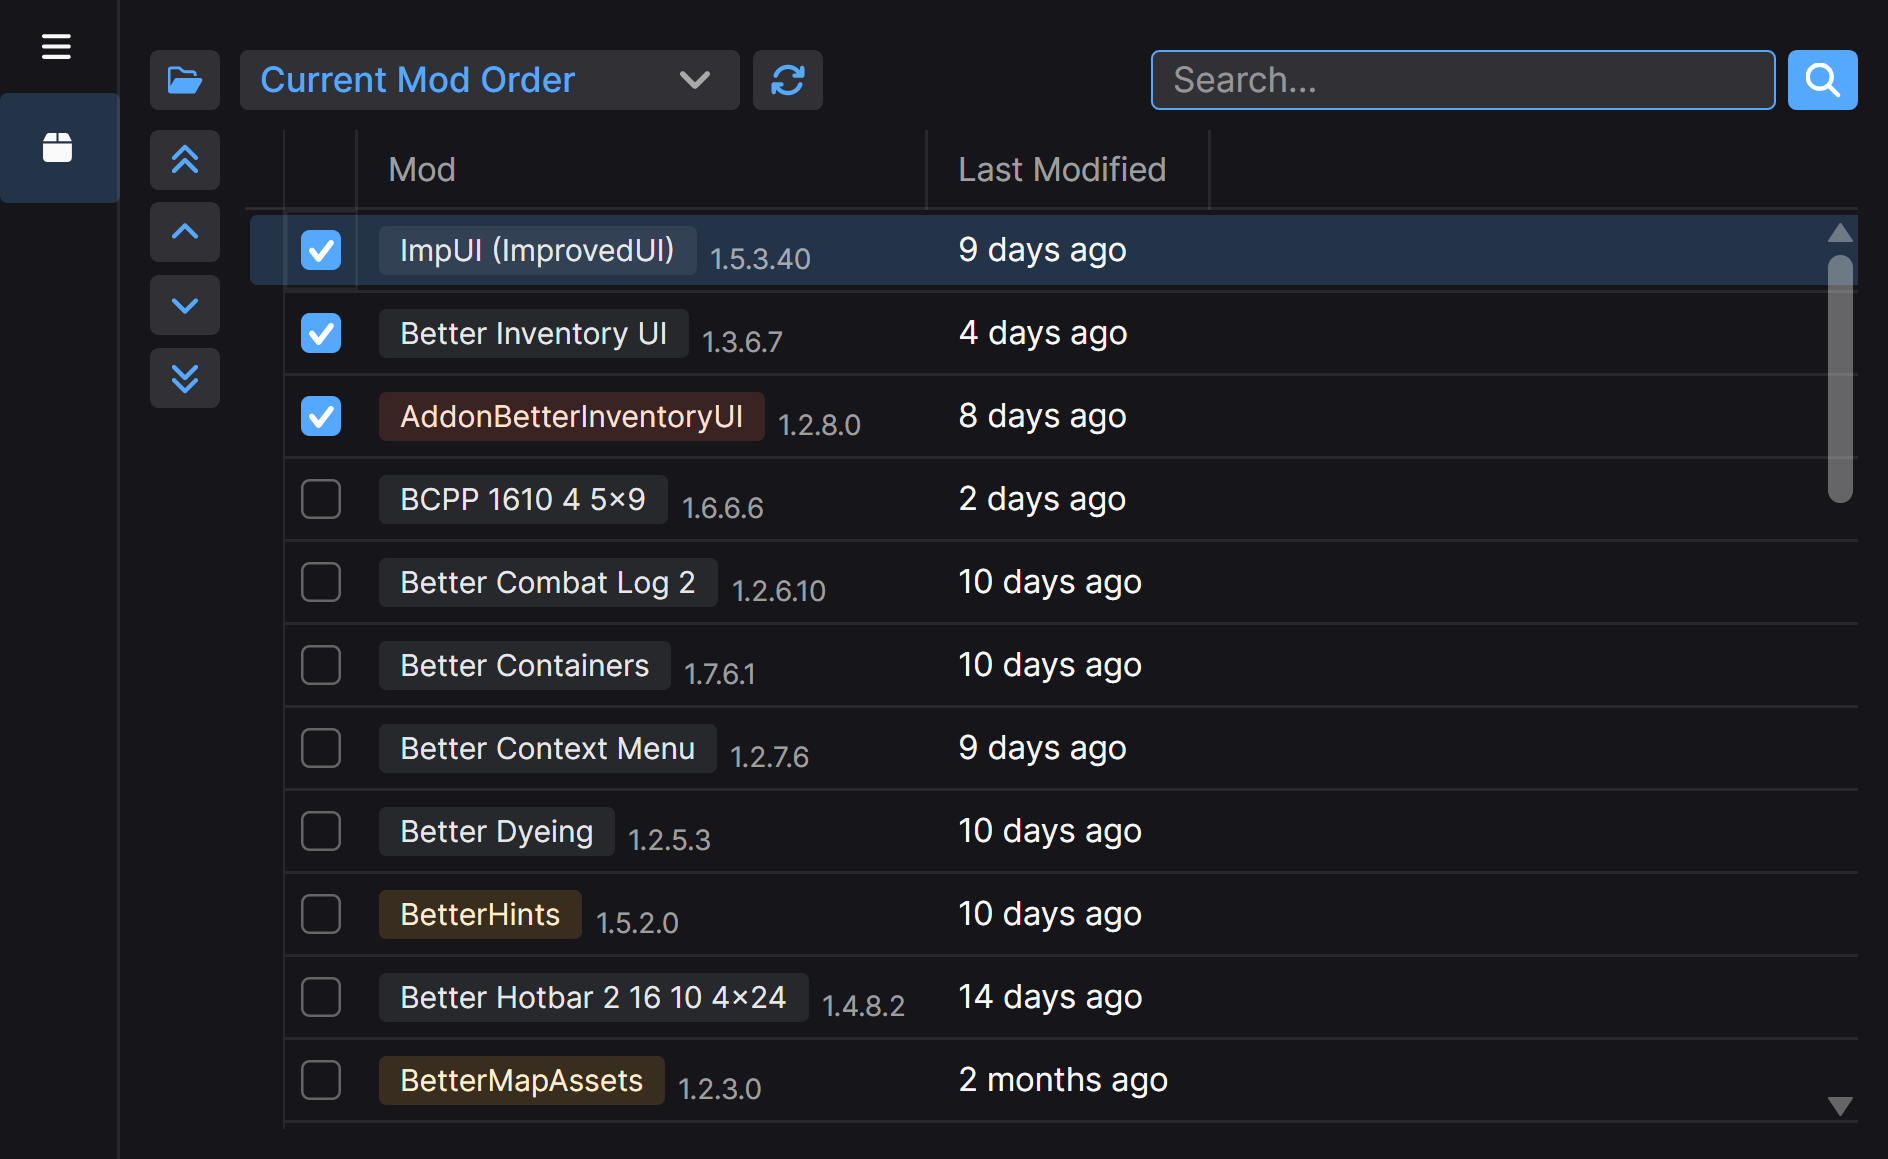 Current Mod Order
Search...
Mod Last Modified
ImpUI (ImprovedUI) 1.5.3.40 9 days ago
Better Inventory UI 1.3.6.7 4 days ago
AddonBetterInventoryUI 1.2.8.0 8 days ago
BCPP 1610 4 5×9 1.6.6.6 2 days ago
Better Combat Log 2 1.2.6.10 10 days ago
Better Containers 1.7.6.1 10 days ago
Better Context Menu 1.2.7.6 9 days ago
Better Dyeing 1.2.5.3 10 days ago
BetterHints 1.5.2.0 10 days ago
Better Hotbar 2 16 10 4×24 1.4.8.2 14 days ago
BetterMapAssets 1.2.3.0 2 months ago